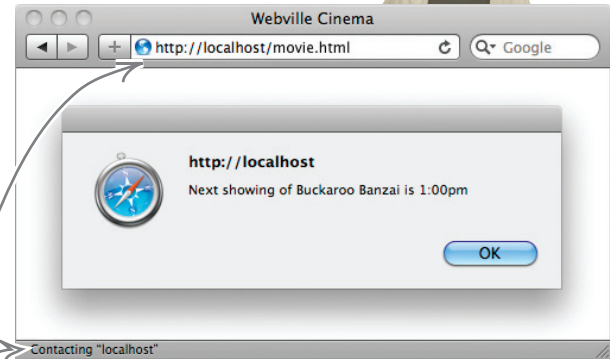 Webville Cinema
http://localhost/movie.html
Google
http://localhost
Next showing of Buckaroo Banzai is 1:00pm
OK
Contacting "localhost"